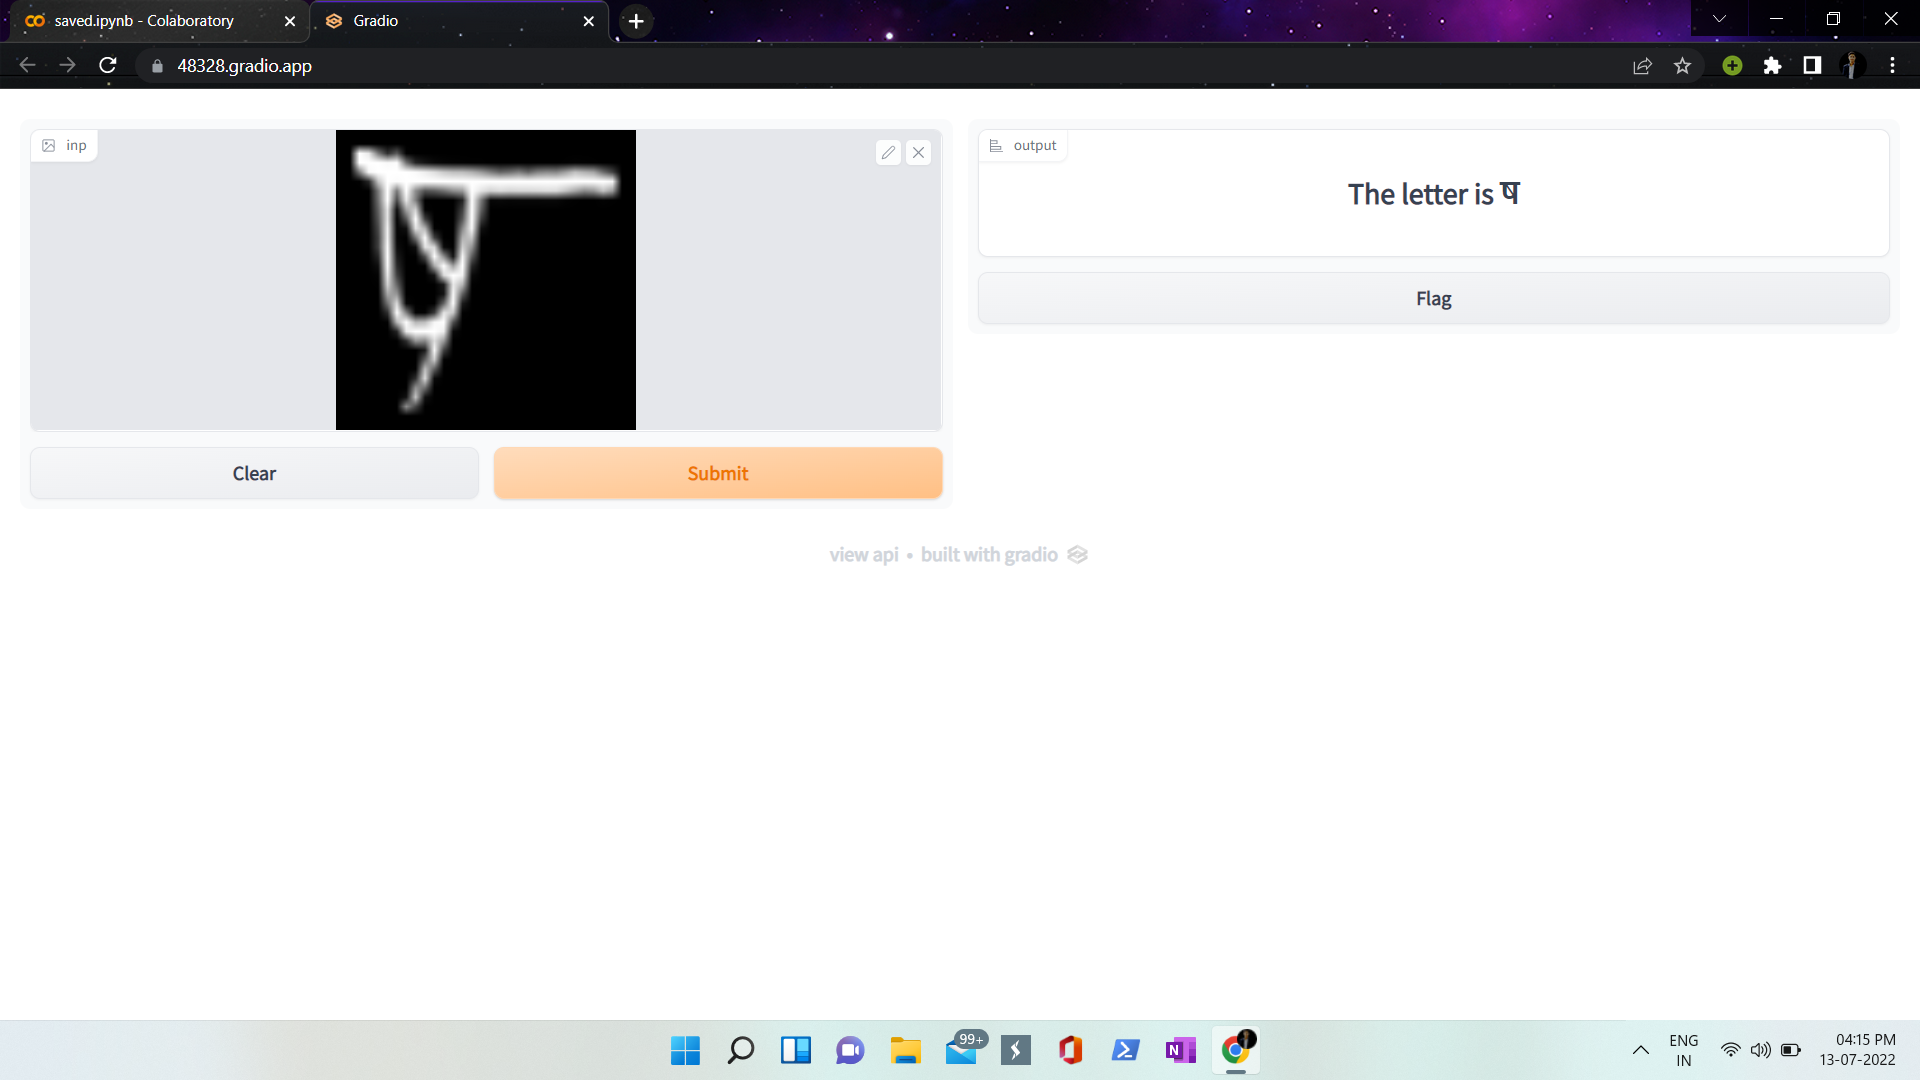 saved.ipynb - Colaboratory
Gradio
48328.gradio.app
inp
ष
Clear
Submit
output
The letter is ष
Flag
view api • built with gradio
99+
ENG
IN
04:15 PM
13-07-2022